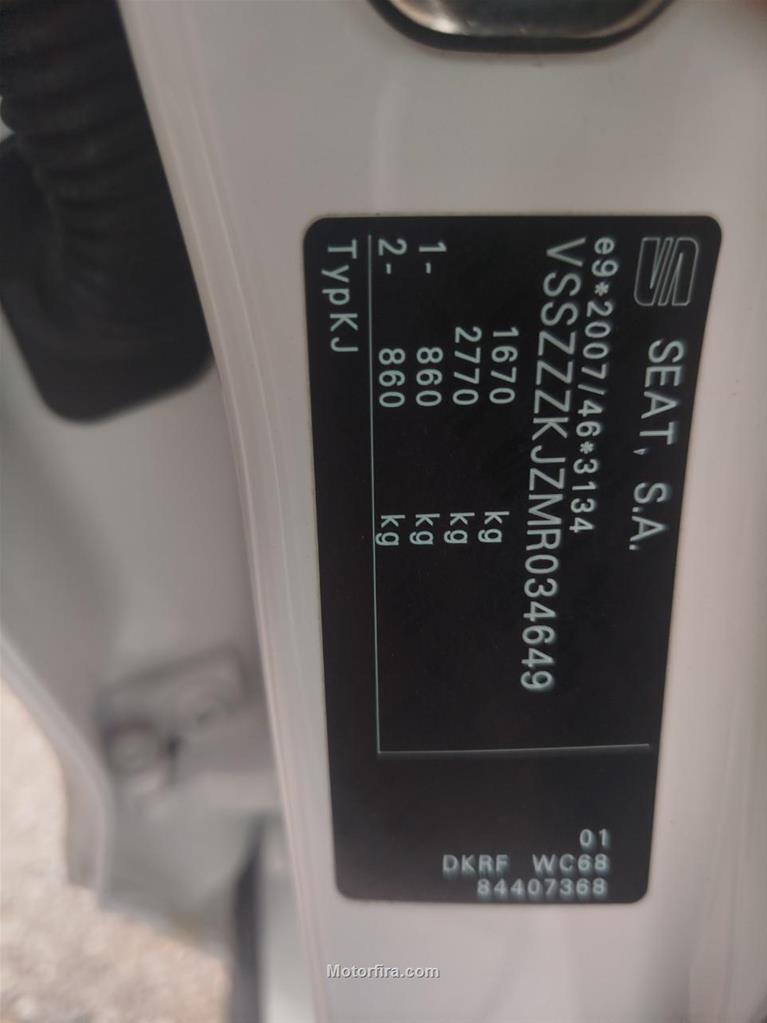 SEAT, S.A.
e9*2007/46*3134
VSSZZZKJZMR034649
1670 kg
2770 kg
1- 860 kg
2- 860 kg
TypKJ
01
DKRF WC68
84407368
Motorfira.com